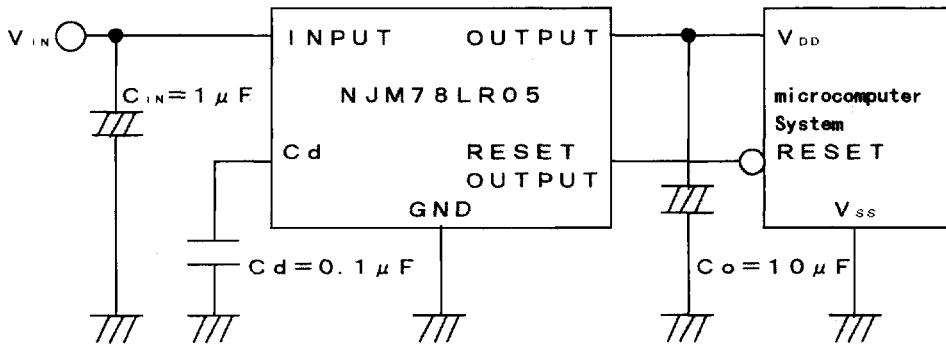 VIN
INPUT OUTPUT
VDD
CIN=1μF
NJM78LR05
microcomputer
System
Cd
RESET
OUTPUT
RESET
GND
VSS
Cd=0.1μF
Co=10μF